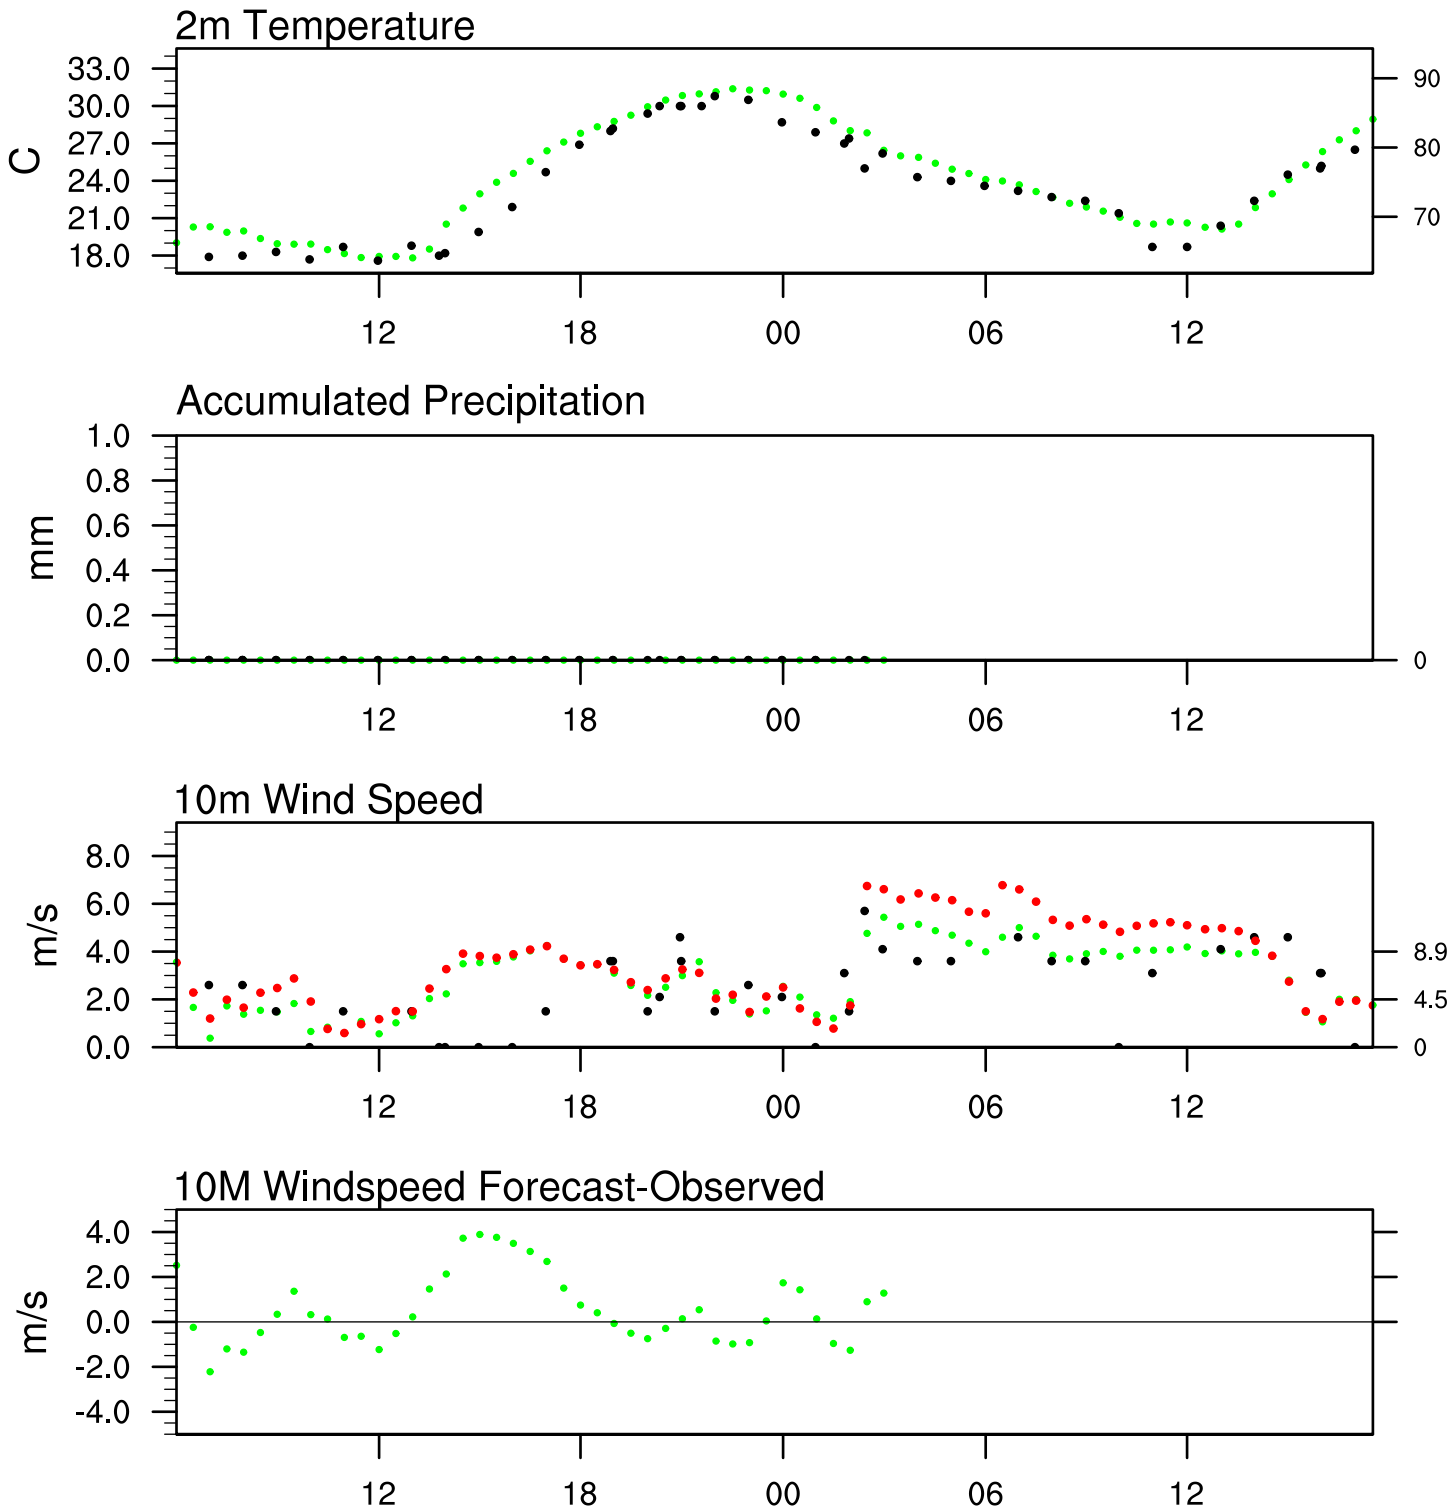 2m Temperature
33.0
30.0
27.0
24.0
21.0
18.0
C
90
80
70
12 18 00 06 12
Accumulated Precipitation
1.0
0.8
0.6
0.4
0.2
0.0
mm
0
12 18 00 06 12
10m Wind Speed
8.0
6.0
4.0
2.0
0.0
m/s
8.9
4.5
0
12 18 00 06 12
10M Windspeed Forecast-Observed
4.0
2.0
0.0
-2.0
-4.0
m/s
12 18 00 06 12